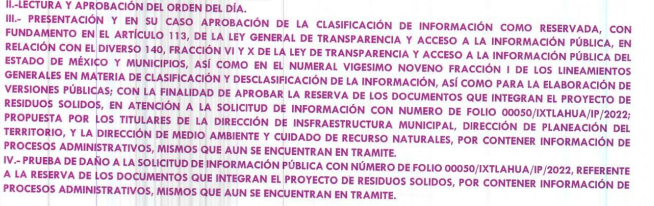 II.-LECTURA Y APROBACIÓN DEL ORDEN DEL DÍA.
III.- PRESENTACIÓN Y EN SU CASO APROBACIÓN DE LA CLASIFICACIÓN DE INFORMACIÓN COMO RESERVADA, CON
FUNDAMENTO EN EL ARTÍCULO 113, DE LA LEY GENERAL DE TRANSPARENCIA Y ACCESO A LA INFORMACIÓN PÚBLICA, EN
RELACIÓN CON EL DIVERSO 140, FRACCIÓN VI Y X DE LA LEY DE TRANSPARENCIA Y ACCESO A LA INFORMACIÓN PÚBLICA DEL
ESTADO DE MÉXICO Y MUNICIPIOS, ASÍ COMO EN EL NUMERAL VIGESIMO NOVENO FRACCIÓN I DE LOS LINEAMIENTOS
GENERALES EN MATERIA DE CLASIFICACIÓN Y DESCLASIFICACIÓN DE LA INFORMACIÓN, ASÍ COMO PARA LA ELABORACIÓN DE
VERSIONES PÚBLICAS; CON LA FINALIDAD DE APROBAR LA RESERVA DE LOS DOCUMENTOS QUE INTEGRAN EL PROYECTO DE
RESIDUOS SOLIDOS, EN ATENCIÓN A LA SOLICITUD DE INFORMACIÓN CON NUMERO DE FOLIO 00050/IXTLAHUA/IP/2022;
PROPUESTA POR LOS TITULARES DE LA DIRECCIÓN DE INSFRAESTRUCTURA MUNICIPAL, DIRECCIÓN DE PLANEACIÓN DEL
TERRITORIO, Y LA DIRECCIÓN DE MEDIO AMBIENTE Y CUIDADO DE RECURSO NATURALES, POR CONTENER INFORMACIÓN DE
PROCESOS ADMINISTRATIVOS, MISMOS QUE AUN SE ENCUENTRAN EN TRAMITE.
IV.- PRUEBA DE DAÑO A LA SOLICITUD DE INFORMACIÓN PÚBLICA CON NÚMERO DE FOLIO 00050/IXTLAHUA/IP/2022, REFERENTE
A LA RESERVA DE LOS DOCUMENTOS QUE INTEGRAN EL PROYECTO DE RESIDUOS SOLIDOS, POR CONTENER INFORMACIÓN DE
PROCESOS ADMINISTRATIVOS, MISMOS QUE AUN SE ENCUENTRAN EN TRAMITE.